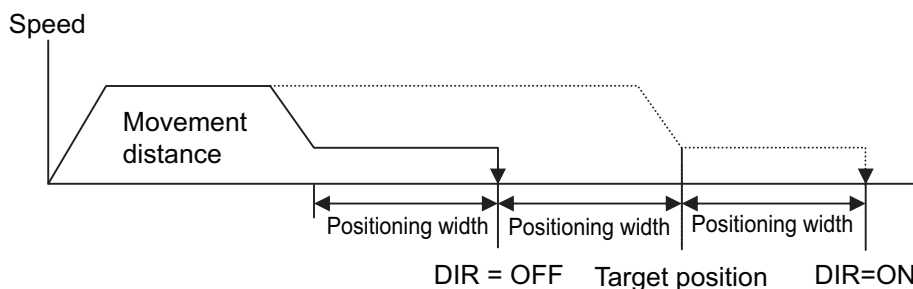 Speed
Movement
distance
Positioning width
Positioning width
Positioning width
DIR = OFF
Target position
DIR=ON